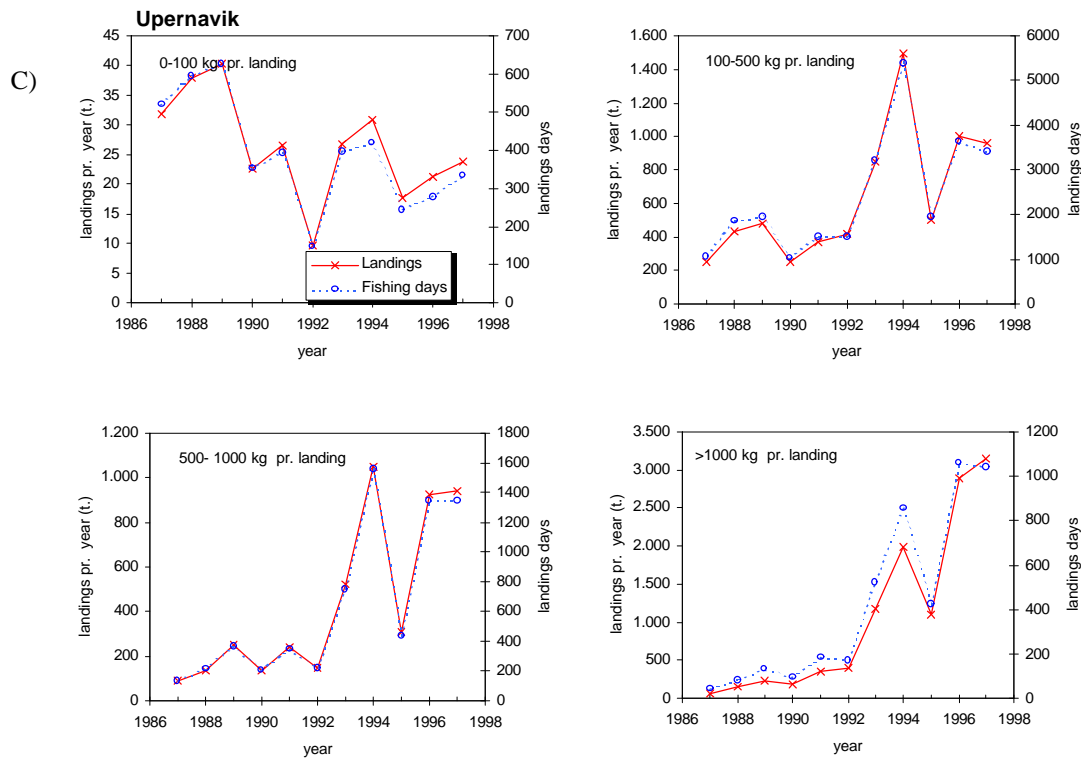 Upernavik
C)
0-100 kg pr. landing
landings pr. year (t.)
45
40
35
30
25
20
15
10
5
0
700
600
500
400
300
200
100
0
landings days
Landings
Fishing days
1986 1988 1990 1992 1994 1996 1998
year
100-500 kg pr. landing
landings pr. year (t.)
1.600
1.400
1.200
1.000
800
600
400
200
0
6000
5000
4000
3000
2000
1000
0
landings days
1986 1988 1990 1992 1994 1996 1998
year
500- 1000 kg pr. landing
landings pr. year (t.)
1.200
1.000
800
600
400
200
0
1800
1600
1400
1200
1000
800
600
400
200
0
landings days
1986 1988 1990 1992 1994 1996 1998
year
>1000 kg pr. landing
landings pr. year (t.)
3.500
3.000
2.500
2.000
1.500
1.000
500
0
1200
1000
800
600
400
200
0
landings days
1986 1988 1990 1992 1994 1996 1998
year